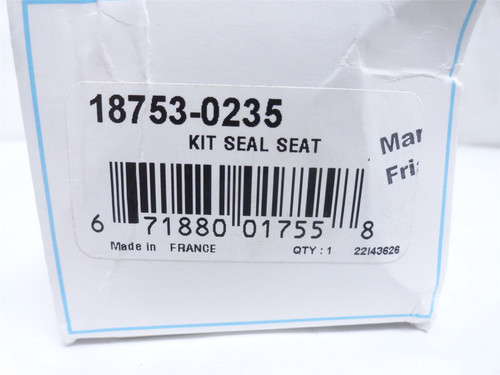 18753-0235
KIT SEAL SEAT
Mar
Fri
6 71880 01755 8
Made in FRANCE QTY : 1 22I43626